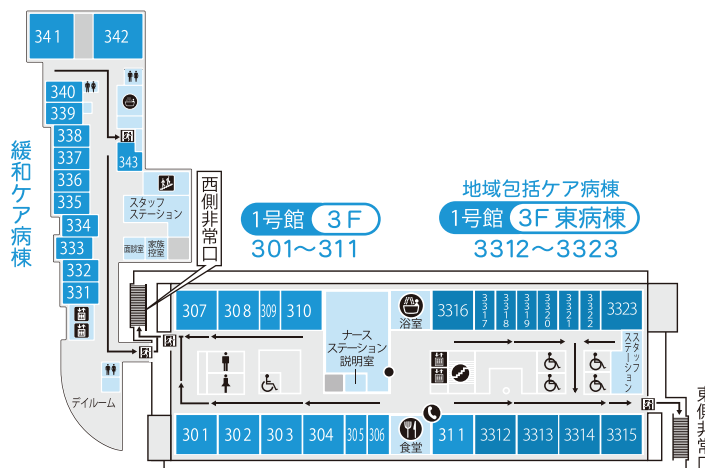 341
342
340
339
338
337
336
335
334
333
332
331
343
緩和ケア病棟
スタッフ
ステーション
面談室
家族
控室
デイルーム
西側非常口
1号館 3F
301～311
地域包括ケア病棟
1号館 3F 東病棟
3312～3323
307
308
309
310
ナース
ステーション
説明室
浴室
3316
3317
3318
3319
3320
3321
3322
3323
スタッフ
ステーション
301
302
303
304
305
306
食堂
311
3312
3313
3314
3315
東側非常口